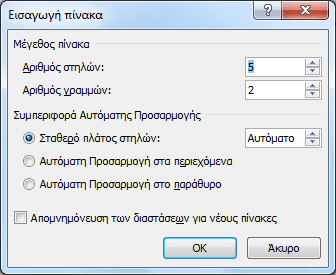 Εισαγωγή πίνακα
Μέγεθος πίνακα
Αριθμός στηλών: 5
Αριθμός γραμμών: 2
Συμπεριφορά Αυτόματης Προσαρμογής
Σταθερό πλάτος στηλών: Αυτόματο
Αυτόματη Προσαρμογή στα περιεχόμενα
Αυτόματη Προσαρμογή στο παράθυρο
Απομνημόνευση των διαστάσεων για νέους πίνακες
OK Άκυρο